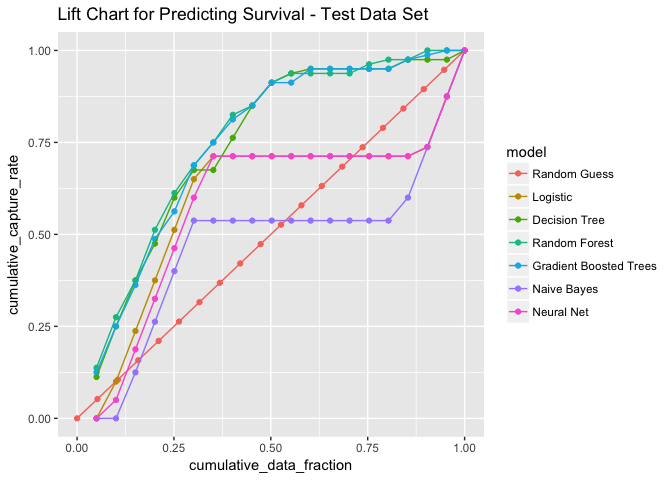 Lift Chart for Predicting Survival - Test Data Set
cumulative_capture_rate
1.00
0.75
0.50
0.25
0.00
0.00 0.25 0.50 0.75 1.00
cumulative_data_fraction
model
Random Guess
Logistic
Decision Tree
Random Forest
Gradient Boosted Trees
Naive Bayes
Neural Net